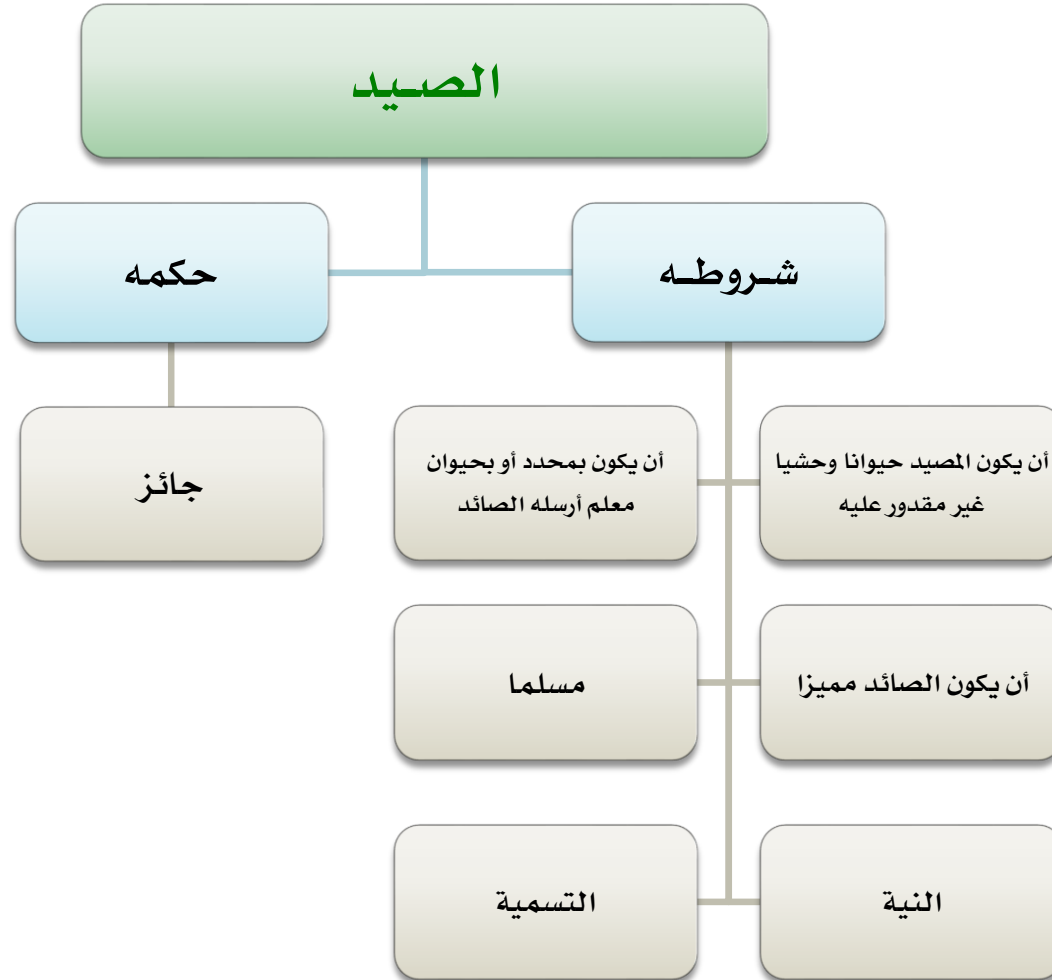 الصيد
شروطه
حكمه
أن يكون المصيد حيوانا وحشيا
غير مقدور عليه
أن يكون بمحدد أو بحيوان
معلم أرسله الصائد
جائز
أن يكون الصائد مميزا
مسلما
النية
التسمية